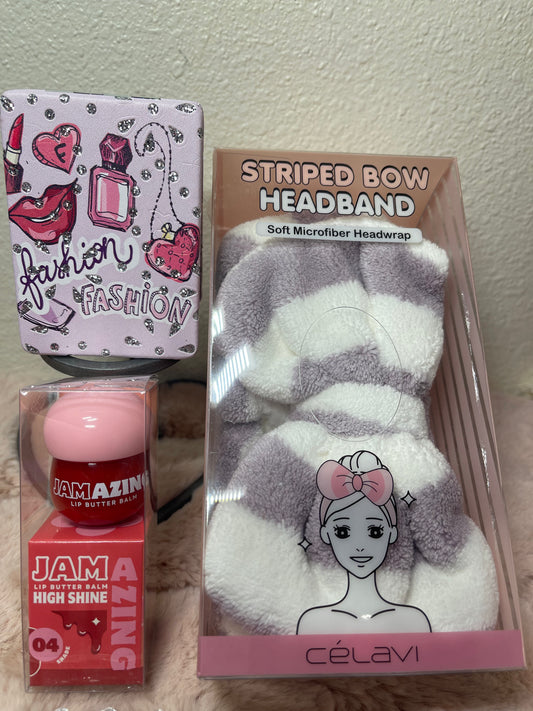 F
fashion
FASHION
STRIPED BOW
HEADBAND
Soft Microfiber Headwrap
CÉLAVI
JAMAZING
LIP BUTTER BALM
JAM
AZING
LIP BUTTER BALM
HIGH SHINE
04
SHADE